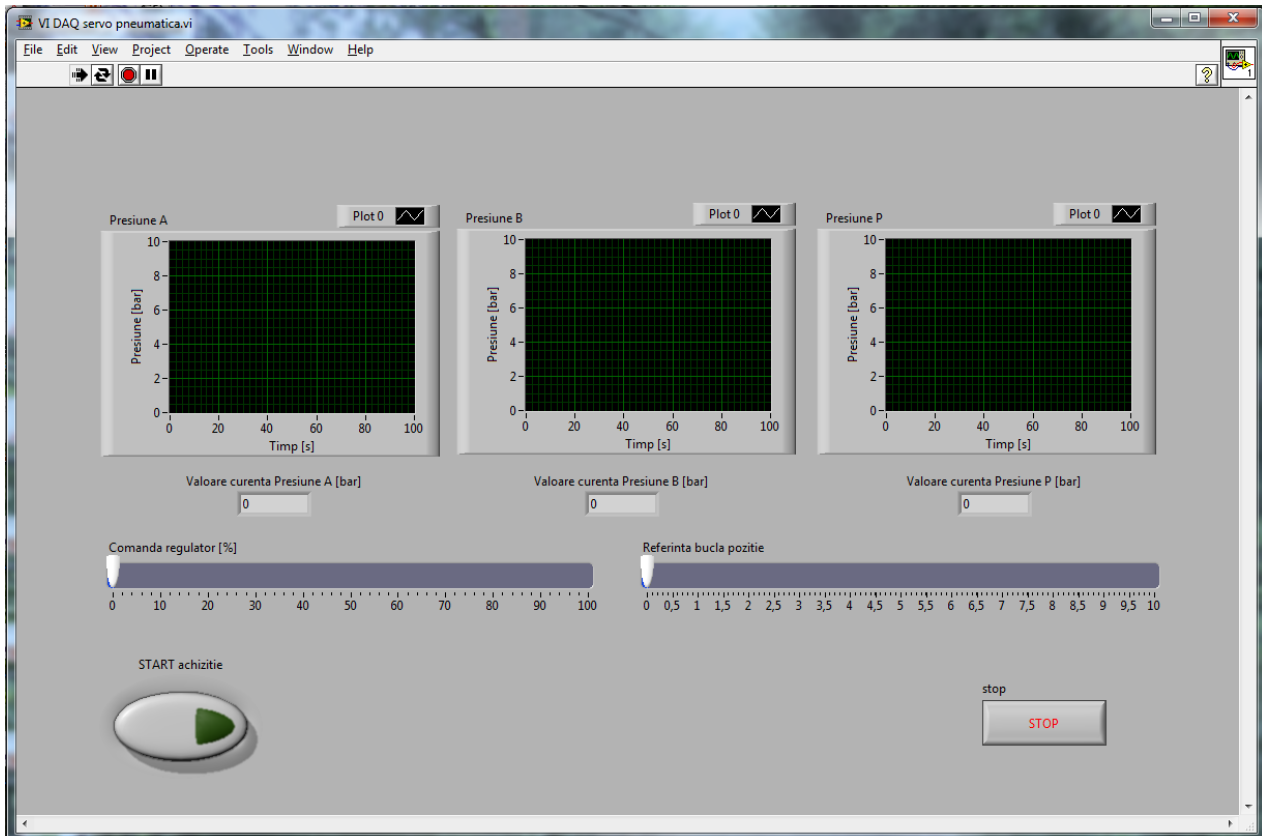 VI DAQ servo pneumatica.vi
File Edit View Project Operate Tools Window Help
?
1
Presiune A
Plot 0
Presiune B
Plot 0
Presiune P
Plot 0
Presiune [bar]
10
8
6
4
2
0
0 20 40 60 80 100
Timp [s]
Presiune [bar]
10
8
6
4
2
0
0 20 40 60 80 100
Timp [s]
Presiune [bar]
10
8
6
4
2
0
0 20 40 60 80 100
Timp [s]
Valoare curenta Presiune A [bar]
0
Valoare curenta Presiune B [bar]
0
Valoare curenta Presiune P [bar]
0
Comanda regulator [%]
0 10 20 30 40 50 60 70 80 90 100
Referinta bucla pozitie
0 0,5 1 1,5 2 2,5 3 3,5 4 4,5 5 5,5 6 6,5 7 7,5 8 8,5 9 9,5 10
START achizitie
stop
STOP